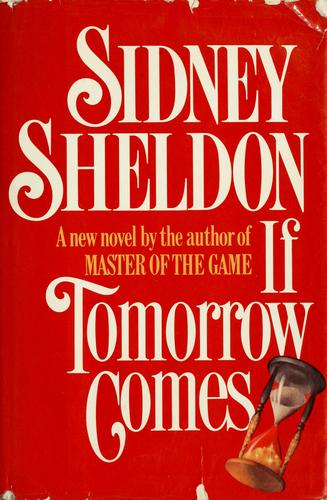 SIDNEY
SHELDON
A new novel by the author of
MASTER OF THE GAME
If
Tomorrow
Comes